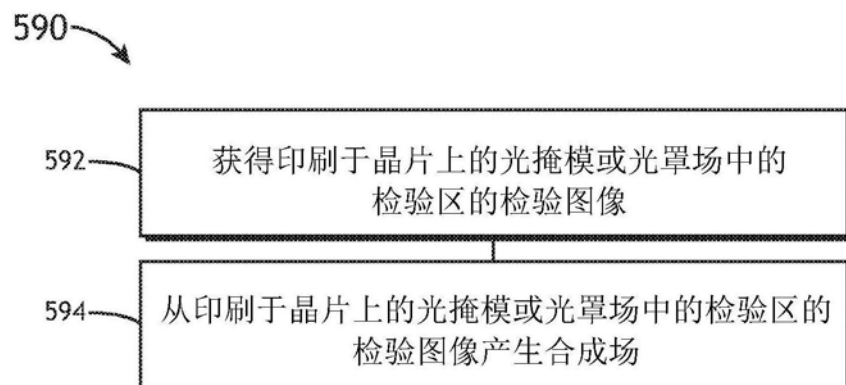 590
592
获得印刷于晶片上的光掩模或光罩场中的
检验区的检验图像
594
从印刷于晶片上的光掩模或光罩场中的检验区的
检验图像产生合成场